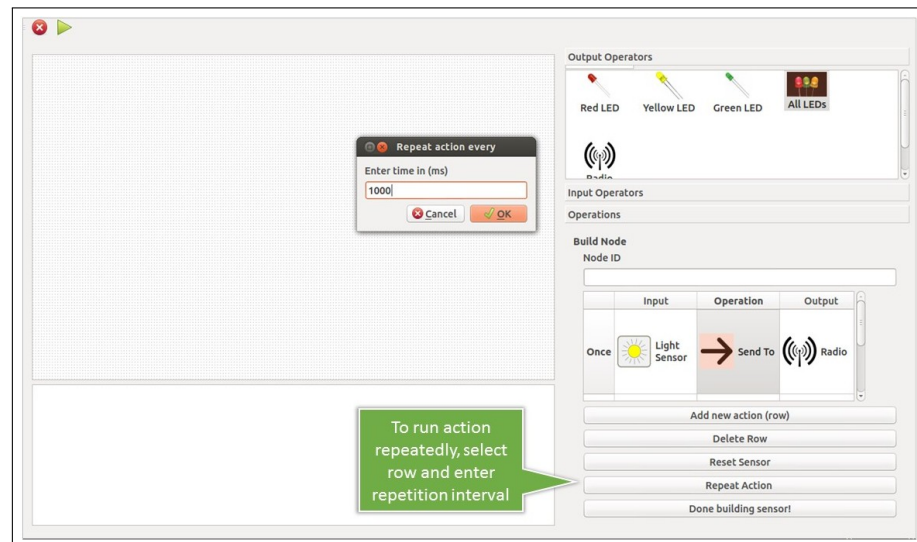 Output Operators
Red LED
Yellow LED
Green LED
All LEDs
Radio
Input Operators
Operations
Repeat action every
Enter time in (ms)
1000
Cancel
OK
Build Node
Node ID
Input
Operation
Output
Once
Light
Sensor
Send To
Radio
Add new action (row)
Delete Row
Reset Sensor
Repeat Action
Done building sensor!
To run action
repeatedly, select
row and enter
repetition interval